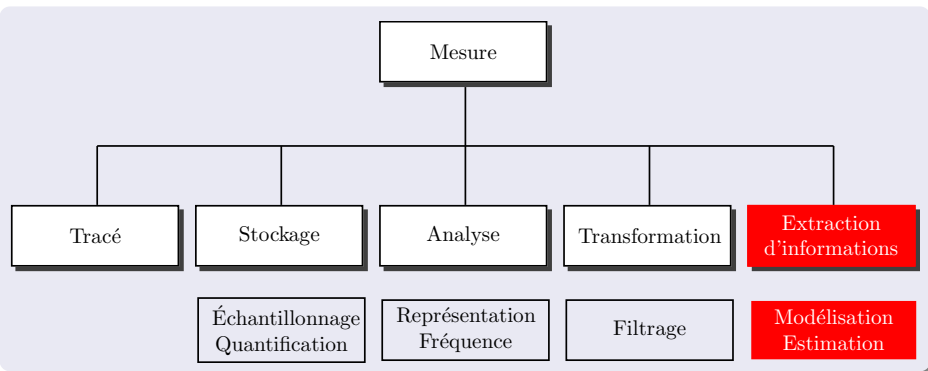 Mesure
Tracé
Stockage
Analyse
Transformation
Extraction
d'informations
Échantillonnage
Quantification
Représentation
Fréquence
Filtrage
Modélisation
Estimation